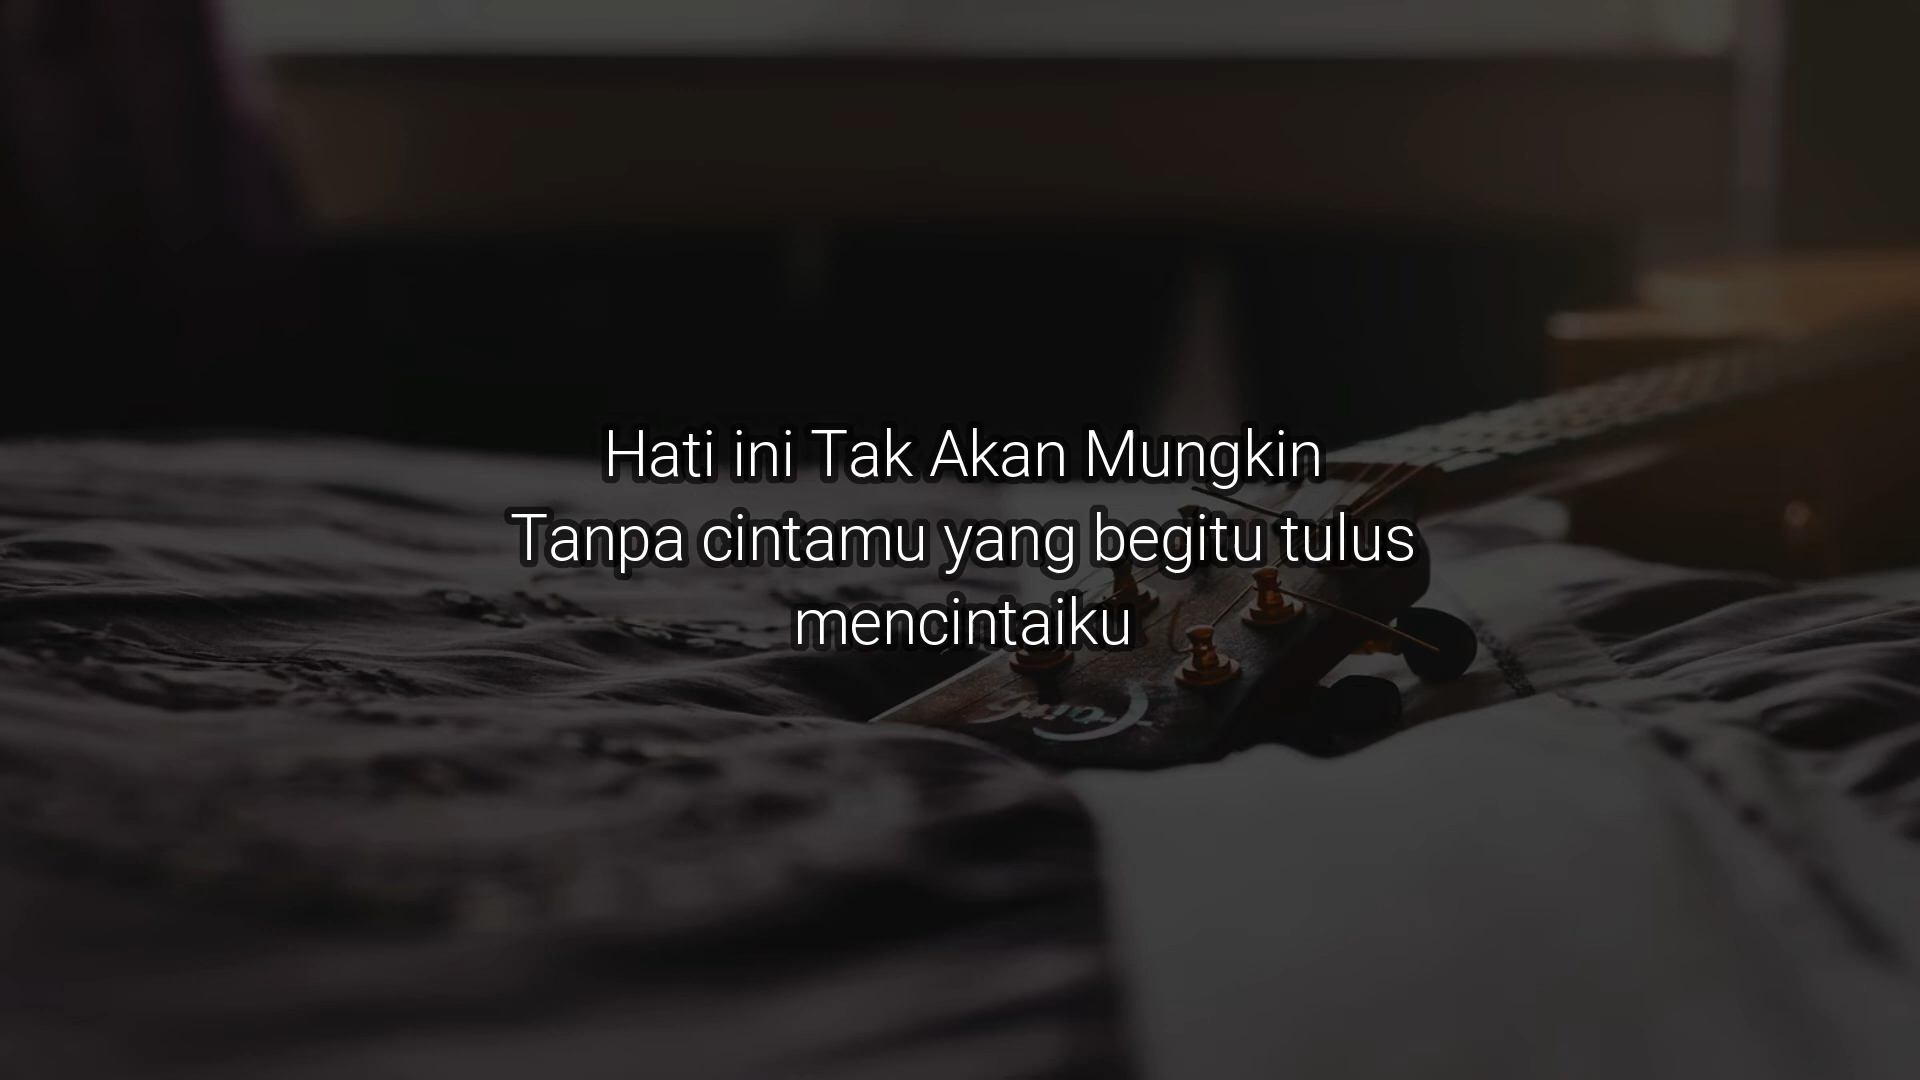 Hati ini Tak Akan Mungkin
Tanpa cintamu yang begitu tulus
mencintaiku